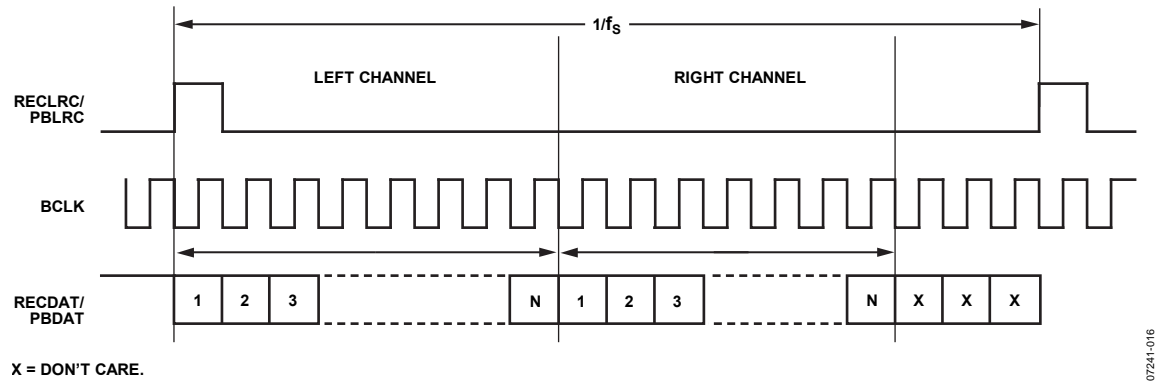 1/fS
LEFT CHANNEL
RIGHT CHANNEL
RECLRC/
PBLRC
BCLK
RECDAT/
PBDAT
1 2 3 N 1 2 3 N X X X
X = DON'T CARE.
07241-016